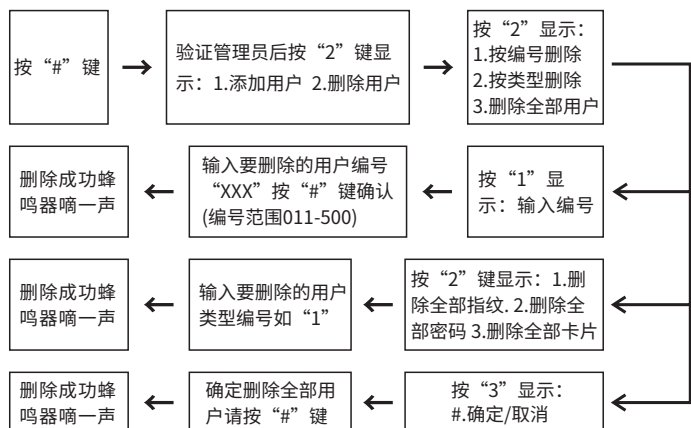 按“#”键
验证管理员后按“2”键显
示：1.添加用户 2.删除用户
按“2”显示：
1.按编号删除
2.按类型删除
3.删除全部用户
删除成功蜂
鸣器嘀一声
输入要删除的用户编号
“XXX”按“#”键确认
(编号范围011-500)
按“1”显
示：输入编号
删除成功蜂
鸣器嘀一声
输入要删除的用户
类型编号如“1”
按“2”键显示：1.删
除全部指纹. 2.删除全
部密码 3.删除全部卡片
删除成功蜂
鸣器嘀一声
确定删除全部用
户请按“#”键
按“3”显示：
#.确定/取消